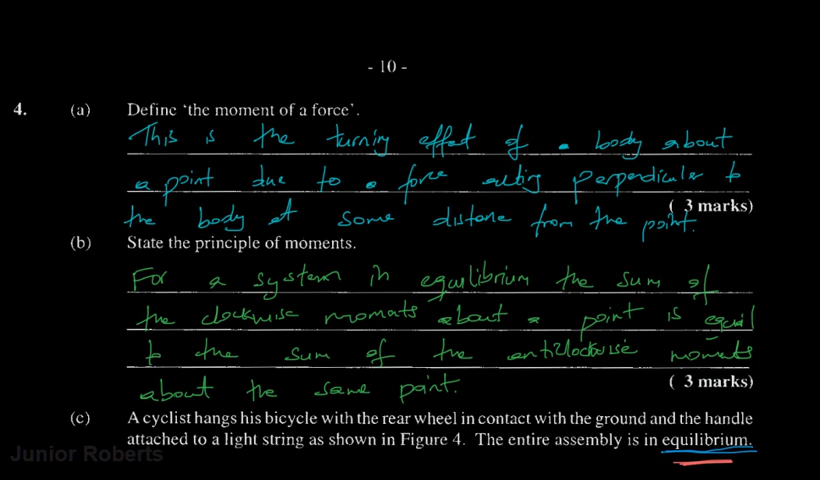 - 10 -
4. (a) Define 'the moment of a force'.
This is the turning effect of a body about
a point due to a force acting perpendicular to
( 3 marks)
the body at some distance from the point.
(b) State the principle of moments.
For a system in equilibrium the sum of
the clockwise moments about a point is equal
to the sum of the anticlockwise moments
( 3 marks)
about the same point.
(c) A cyclist hangs his bicycle with the rear wheel in contact with the ground and the handle
attached to a light string as shown in Figure 4. The entire assembly is in equilibrium.
Junior Roberts